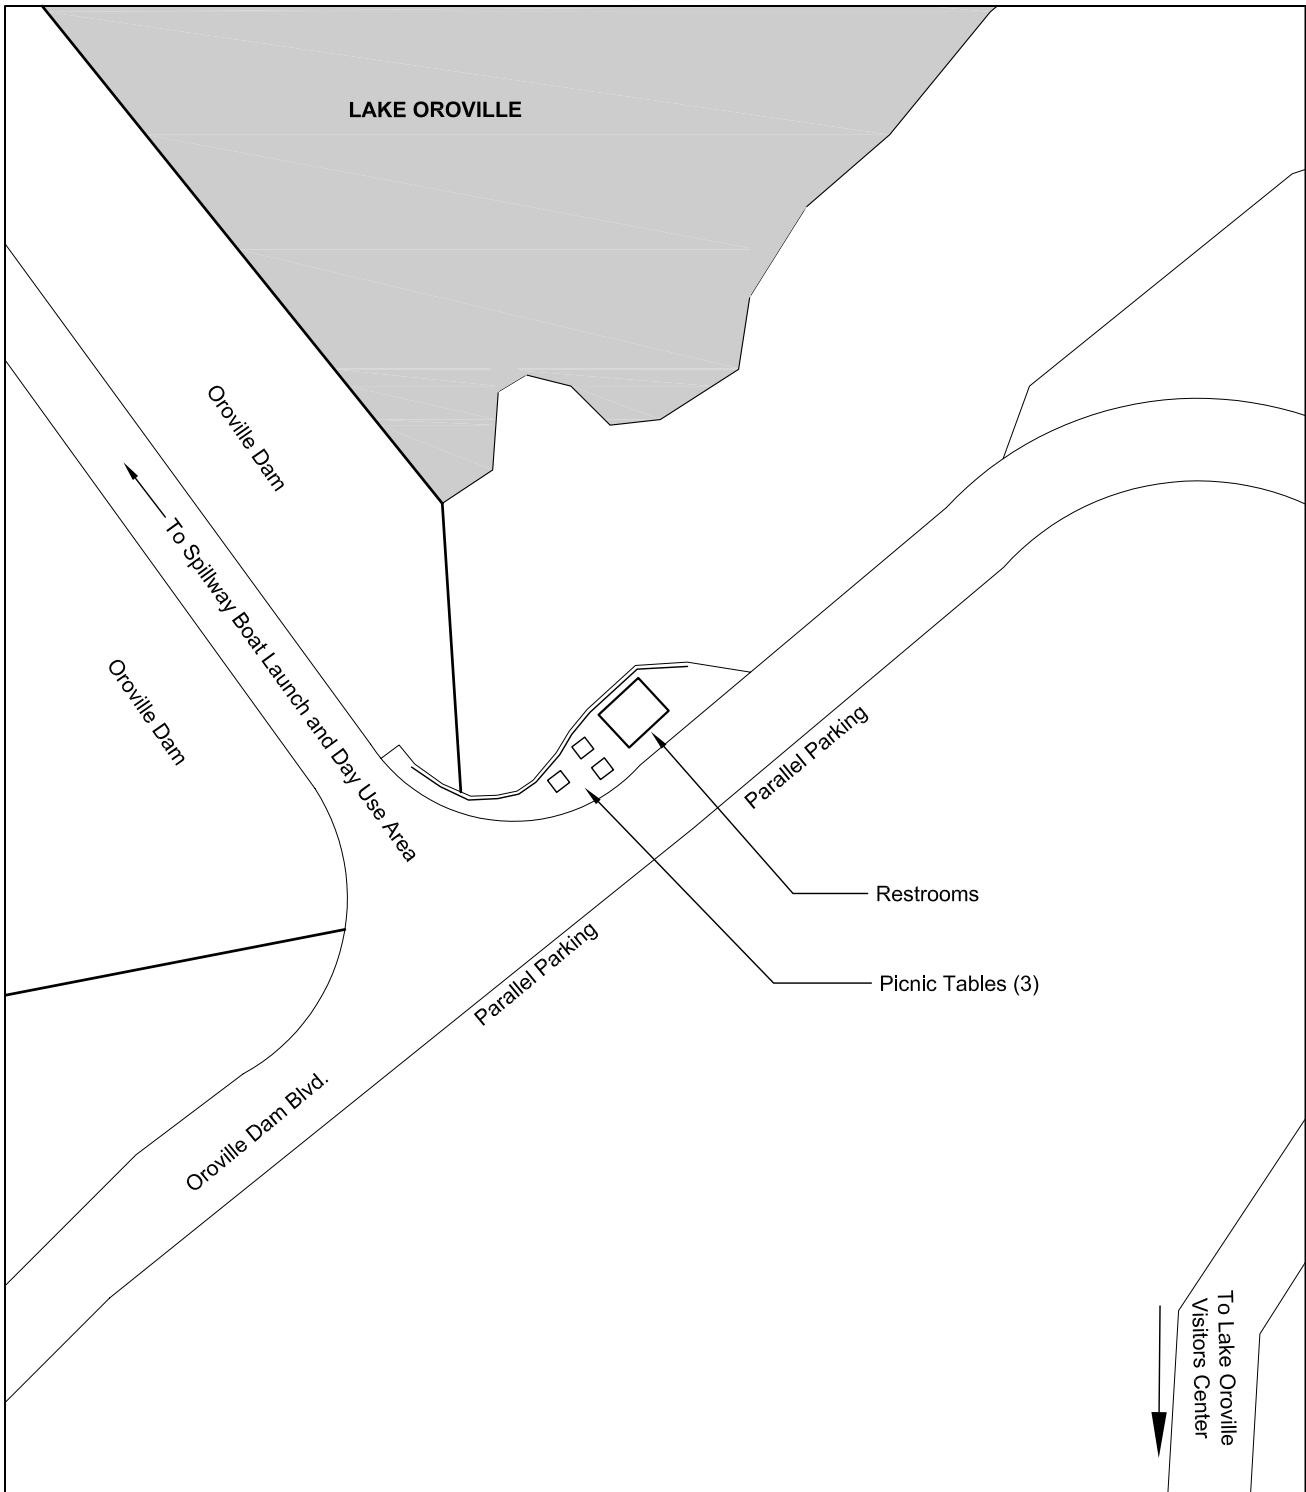 LAKE OROVILLE
Oroville Dam
To Spillway Boat Launch and Day Use Area
Oroville Dam
Parallel Parking
Restrooms
Parallel Parking
Picnic Tables (3)
Oroville Dam Blvd.
To Lake Oroville
Visitors Center